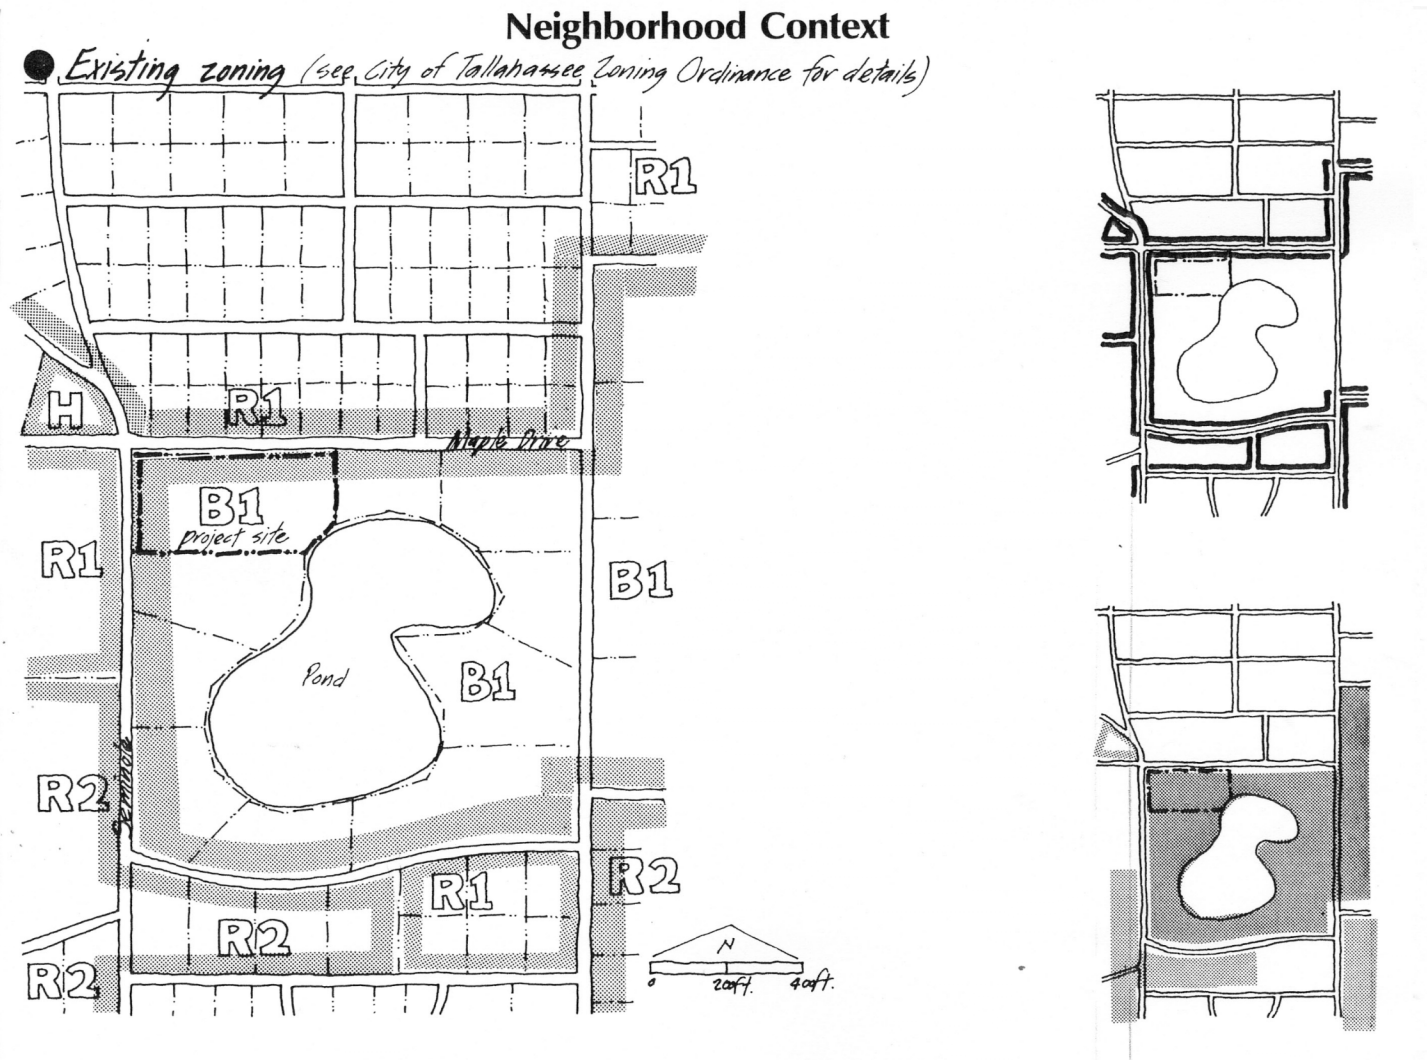 Neighborhood Context
Existing zoning (see City of Tallahassee Zoning Ordinance for details)
R1
H
R1
Maple Drive
B1
project site
R1
B1
Pond
B1
R2
Seminole
R1
R2
R2
R2
N
0 200ft. 400ft.